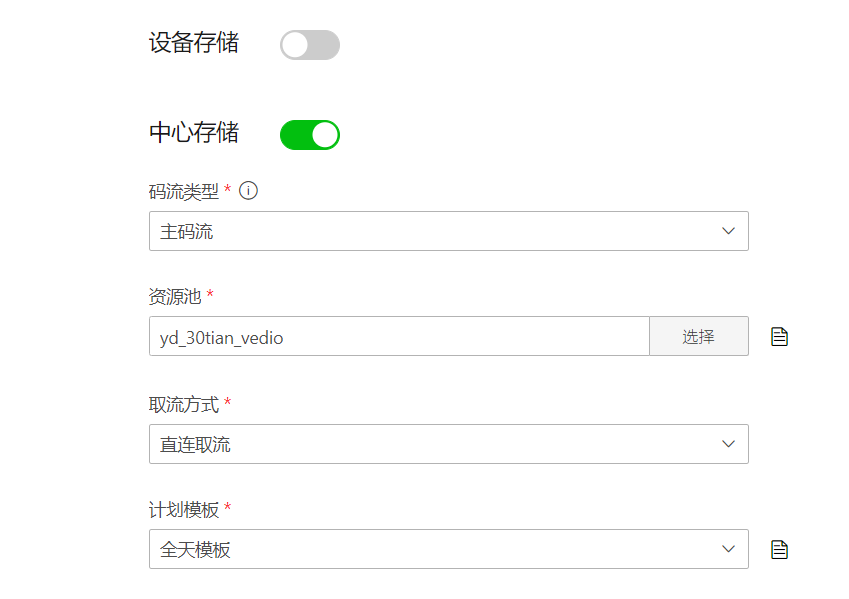 设备存储
中心存储
码流类型 *
主码流
资源池 *
yd_30tian_vedio 选择
取流方式 *
直连取流
计划模板 *
全天模板